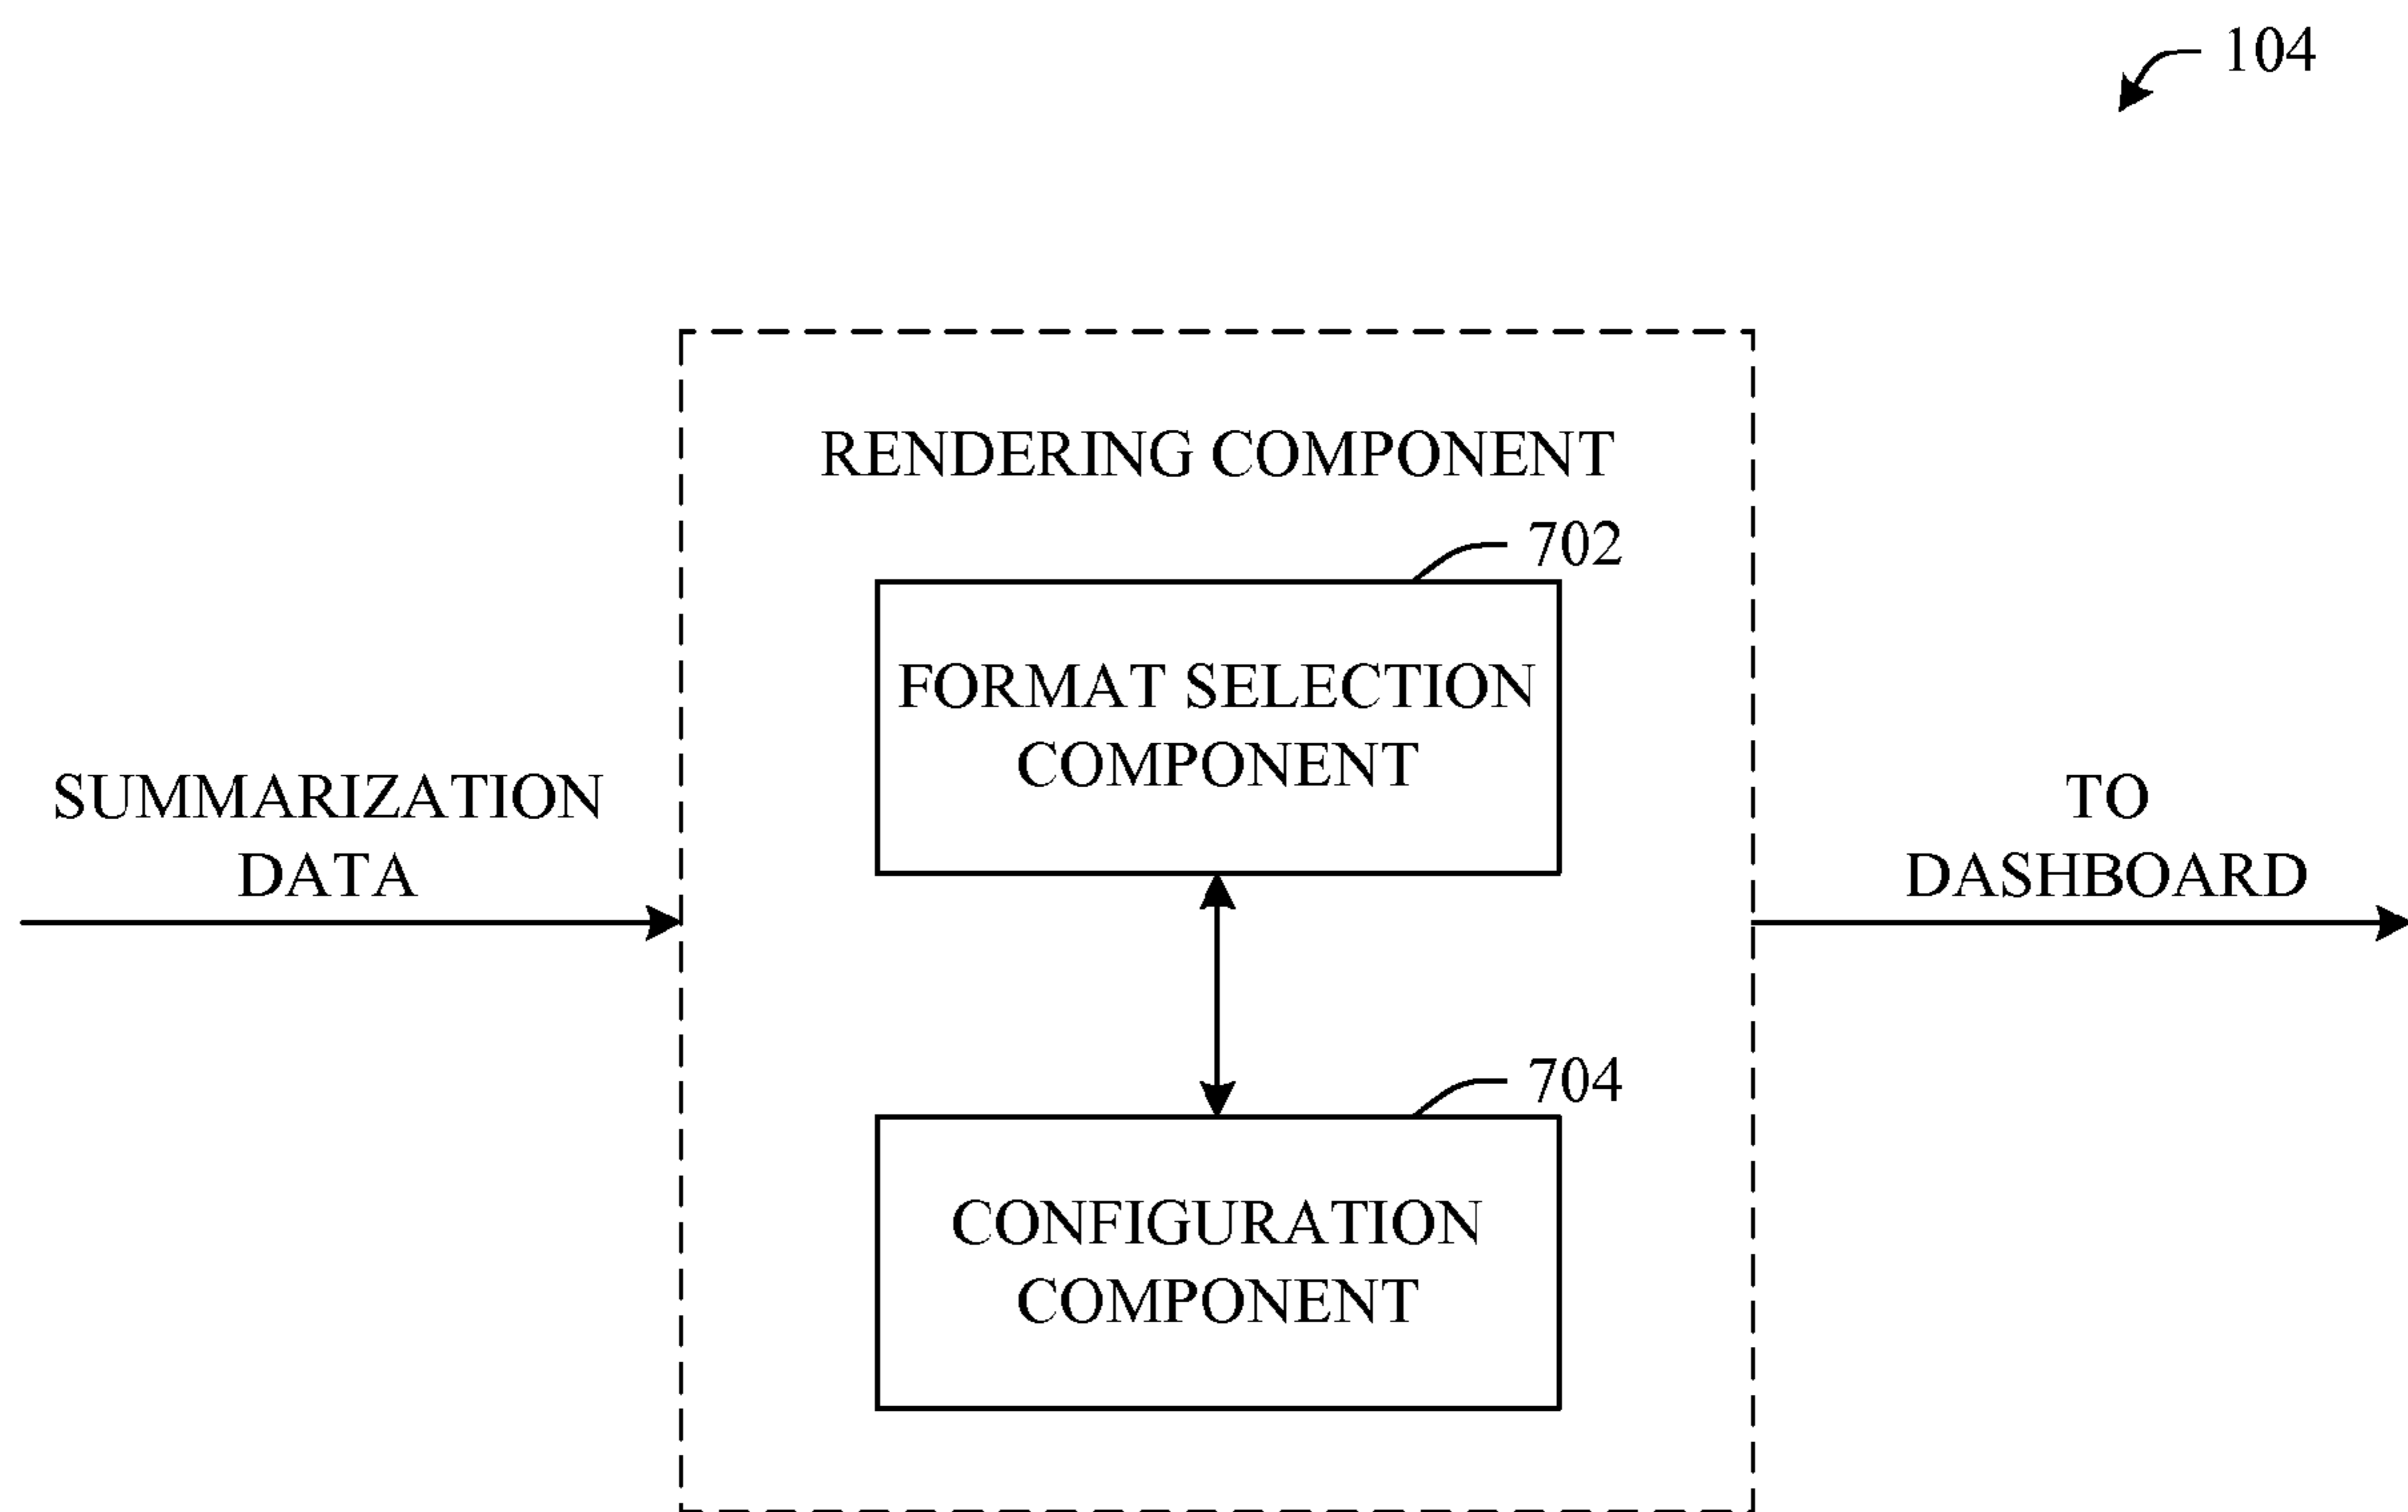 104
RENDERING COMPONENT
702
FORMAT SELECTION
COMPONENT
SUMMARIZATION
DATA
TO
DASHBOARD
704
CONFIGURATION
COMPONENT